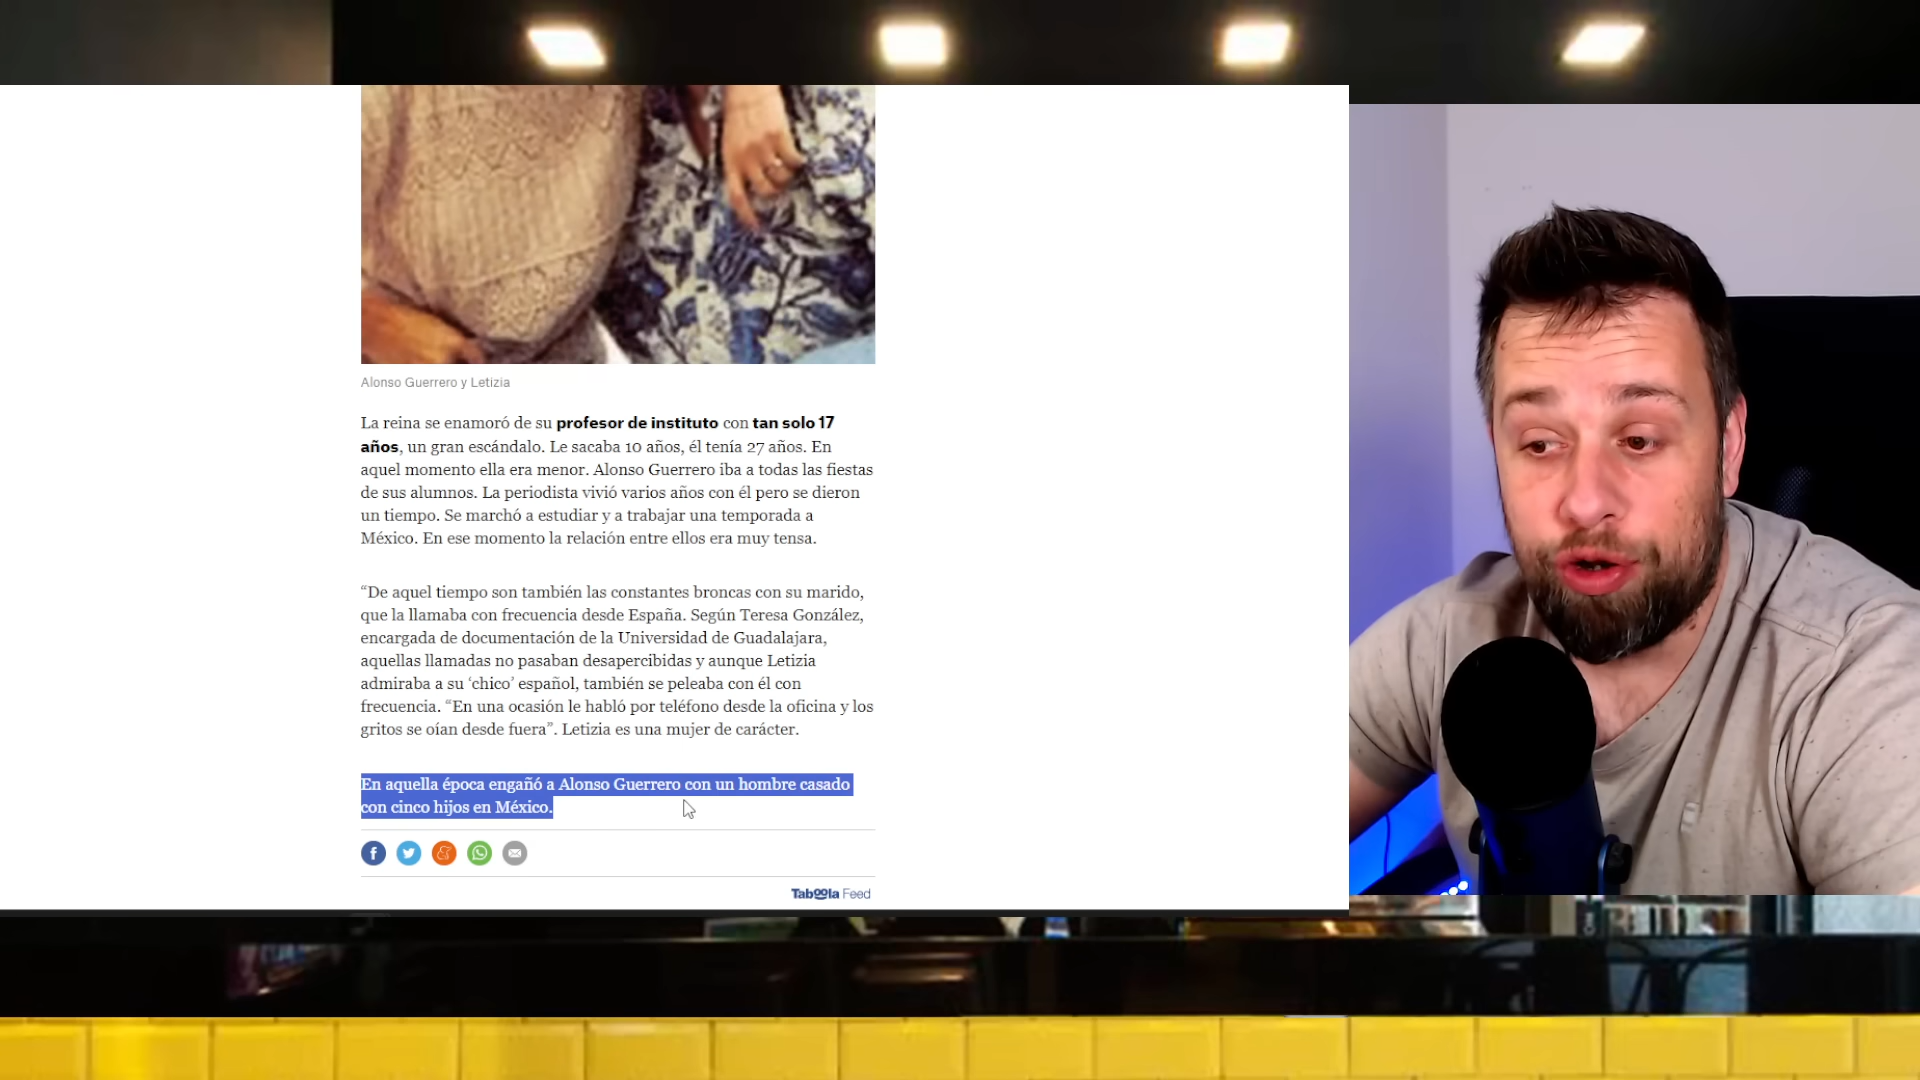 Alonso Guerrero y Letizia
La reina se enamoró de su profesor de instituto con tan solo 17
años, un gran escándalo. Le sacaba 10 años, él tenía 27 años. En
aquel momento ella era menor. Alonso Guerrero iba a todas las fiestas
de sus alumnos. La periodista vivió varios años con él pero se dieron
un tiempo. Se marchó a estudiar y a trabajar una temporada a
México. En ese momento la relación entre ellos era muy tensa.
“De aquel tiempo son también las constantes broncas con su marido,
que la llamaba con frecuencia desde España. Según Teresa González,
encargada de documentación de la Universidad de Guadalajara,
aquellas llamadas no pasaban desapercibidas y aunque Letizia
admiraba a su ‘chico’ español, también se peleaba con él con
frecuencia. “En una ocasión le habló por teléfono desde la oficina y los
gritos se oían desde fuera”. Letizia es una mujer de carácter.
En aquella época engañó a Alonso Guerrero con un hombre casado
con cinco hijos en México.
Taboola Feed